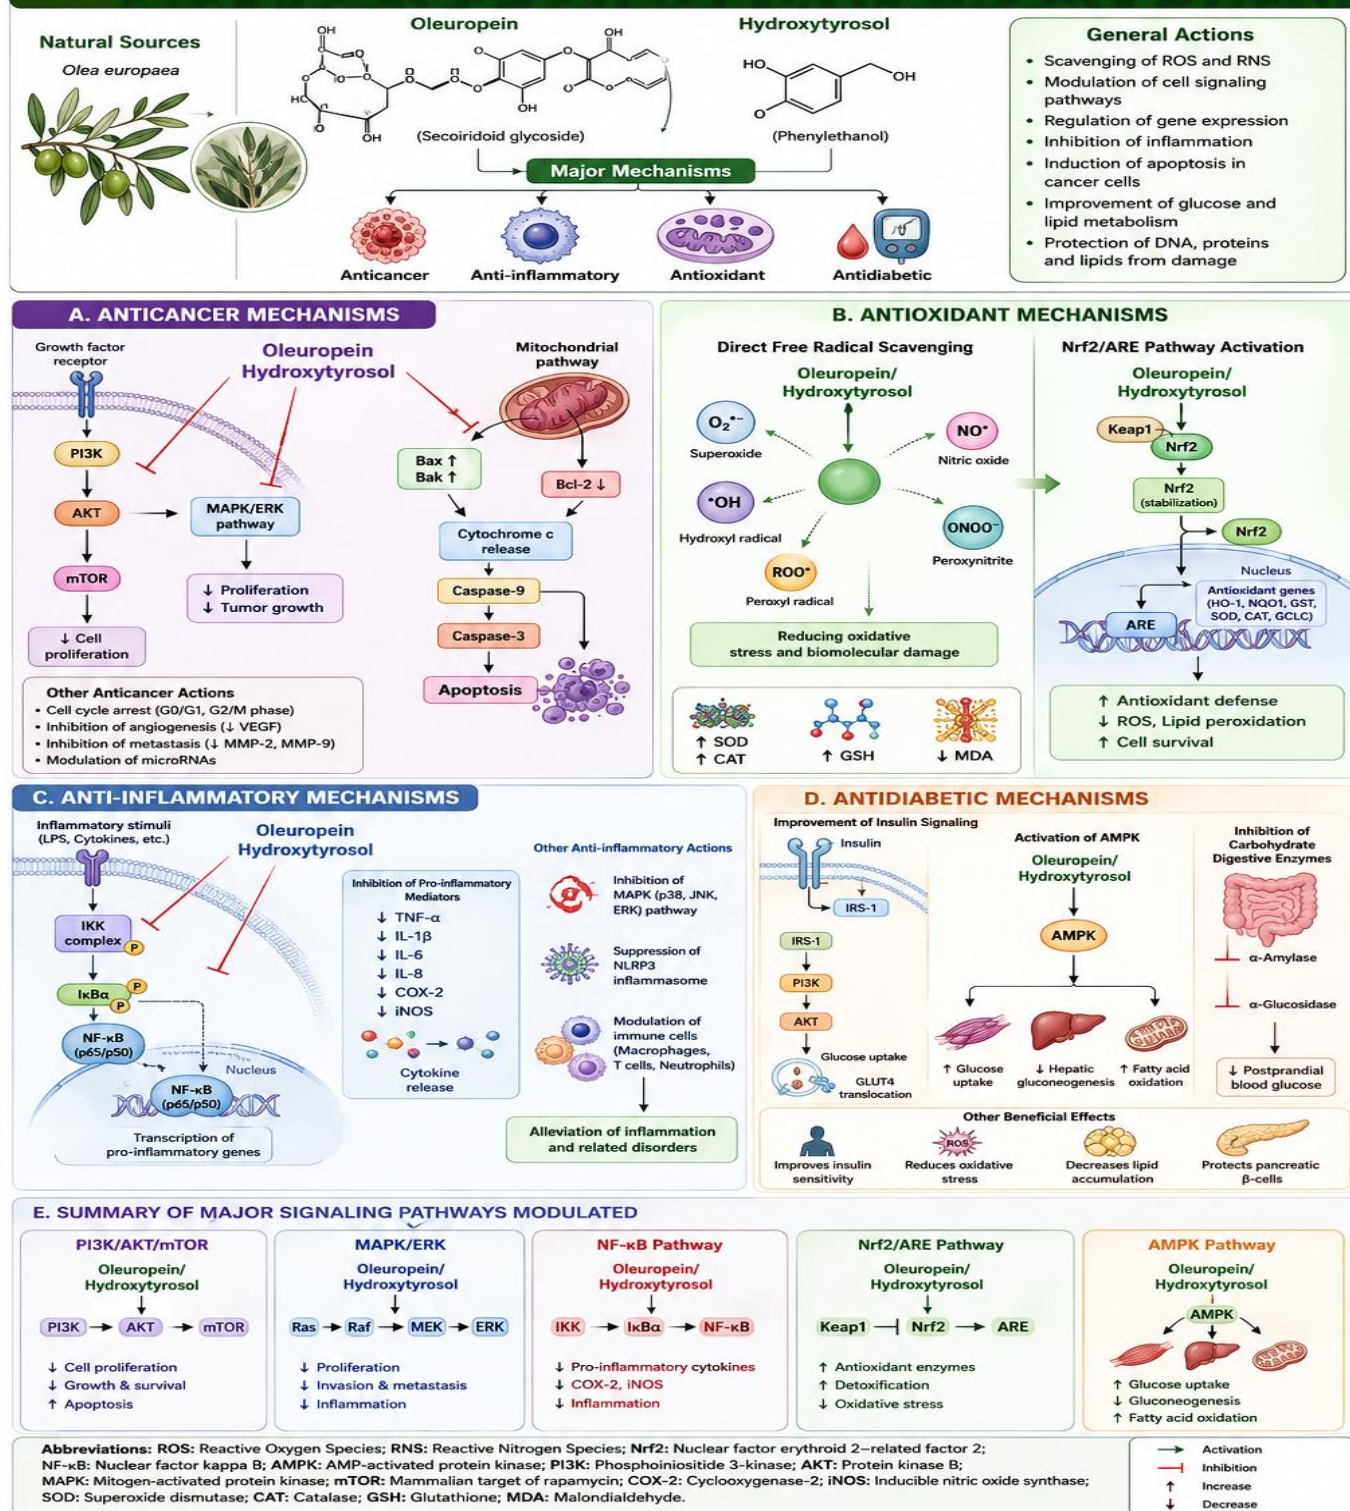 Natural Sources
Olea europaea
Oleuropein
(Secoiridoid glycoside)
Hydroxytyrosol
HO
OH
O
(Phenylethanol)
Major Mechanisms
Anticancer
Anti-inflammatory
Antioxidant
Antidiabetic
General Actions
• Scavenging of ROS and RNS
• Modulation of cell signaling
pathways
• Regulation of gene expression
• Inhibition of inflammation
• Induction of apoptosis in
cancer cells
• Improvement of glucose and
lipid metabolism
• Protection of DNA, proteins
and lipids from damage
A. ANTICANCER MECHANISMS
Growth factor
receptor
Oleuropein
Hydroxytyrosol
Mitochondrial
pathway
PI3K
AKT
mTOR
↓ Cell
proliferation
MAPK/ERK
pathway
↓ Proliferation
↓ Tumor growth
Bax ↑
Bak ↑
Bcl-2 ↓
Cytochrome c
release
Caspase-9
Caspase-3
Apoptosis
Other Anticancer Actions
• Cell cycle arrest (G0/G1, G2/M phase)
• Inhibition of angiogenesis (↓ VEGF)
• Inhibition of metastasis (↓ MMP-2, MMP-9)
• Modulation of microRNAs
B. ANTIOXIDANT MECHANISMS
Direct Free Radical Scavenging
Oleuropein/
Hydroxytyrosol
O₂•−
Superoxide
NO•
Nitric oxide
•OH
Hydroxyl radical
ONOO−
Peroxynitrite
ROO•
Peroxyl radical
Reducing oxidative
stress and biomolecular damage
↑ SOD
↑ CAT
↑ GSH
↓ MDA
Nrf2/ARE Pathway Activation
Oleuropein/
Hydroxytyrosol
Keap1
Nrf2
Nrf2
(stabilization)
Nrf2
Nucleus
Antioxidant genes
(HO-1, NQO1, GST,
SOD, CAT, GCLC)
ARE
↑ Antioxidant defense
↓ ROS, Lipid peroxidation
↑ Cell survival
C. ANTI-INFLAMMATORY MECHANISMS
Inflammatory stimuli
(LPS, Cytokines, etc.)
Oleuropein
Hydroxytyrosol
IKK
complex
P
IκBα
P
P
NF-κB
(p65/p50)
Nucleus
NF-κB
(p65/p50)
Transcription of
pro-inflammatory genes
Inhibition of Pro-inflammatory
Mediators
↓ TNF-α
↓ IL-1β
↓ IL-6
↓ IL-8
↓ COX-2
↓ iNOS
Cytokine
release
Other Anti-inflammatory Actions
Inhibition of
MAPK (p38, JNK,
ERK) pathway
Suppression of
NLRP3
inflammasome
Modulation of
immune cells
(Macrophages,
T cells, Neutrophils)
Alleviation of inflammation
and related disorders
D. ANTIDIABETIC MECHANISMS
Improvement of Insulin Signaling
Insulin
IRS-1
IRS-1
PI3K
AKT
Glucose uptake
GLUT4
translocation
Activation of AMPK
Oleuropein/
Hydroxytyrosol
AMPK
↑ Glucose
uptake
↓ Hepatic
gluconeogenesis
↑ Fatty acid
oxidation
Inhibition of
Carbohydrate
Digestive Enzymes
α-Amylase
α-Glucosidase
↓ Postprandial
blood glucose
Other Beneficial Effects
Improves insulin
sensitivity
ROS
Reduces oxidative
stress
Decreases lipid
accumulation
Protects pancreatic
β-cells
E. SUMMARY OF MAJOR SIGNALING PATHWAYS MODULATED
PI3K/AKT/mTOR
Oleuropein/
Hydroxytyrosol
PI3K AKT mTOR
↓ Cell proliferation
↓ Growth & survival
↑ Apoptosis
MAPK/ERK
Oleuropein/
Hydroxytyrosol
Ras Raf MEK ERK
↓ Proliferation
↓ Invasion & metastasis
↓ Inflammation
NF-κB Pathway
Oleuropein/
Hydroxytyrosol
IKK IκBα NF-κB
↓ Pro-inflammatory cytokines
↓ COX-2, iNOS
↓ Inflammation
Nrf2/ARE Pathway
Oleuropein/
Hydroxytyrosol
Keap1 Nrf2 ARE
↑ Antioxidant enzymes
↑ Detoxification
↓ Oxidative stress
AMPK Pathway
Oleuropein/
Hydroxytyrosol
AMPK
↑ Glucose uptake
↓ Gluconeogenesis
↑ Fatty acid oxidation
Abbreviations: ROS: Reactive Oxygen Species; RNS: Reactive Nitrogen Species; Nrf2: Nuclear factor erythroid 2–related factor 2;
NF-κB: Nuclear factor kappa B; AMPK: AMP-activated protein kinase; PI3K: Phosphoinositide 3-kinase; AKT: Protein kinase B;
MAPK: Mitogen-activated protein kinase; mTOR: Mammalian target of rapamycin; COX-2: Cyclooxygenase-2; iNOS: Inducible nitric oxide synthase;
SOD: Superoxide dismutase; CAT: Catalase; GSH: Glutathione; MDA: Malondialdehyde.
Activation
Inhibition
↑ Increase
↓ Decrease